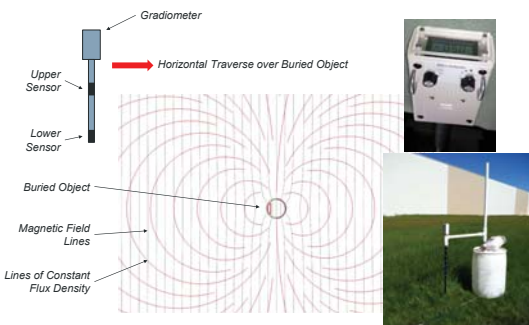 Gradiometer
Horizontal Traverse over Buried Object
Upper
Sensor
Lower
Sensor
Buried Object
Magnetic Field
Lines
Lines of Constant
Flux Density